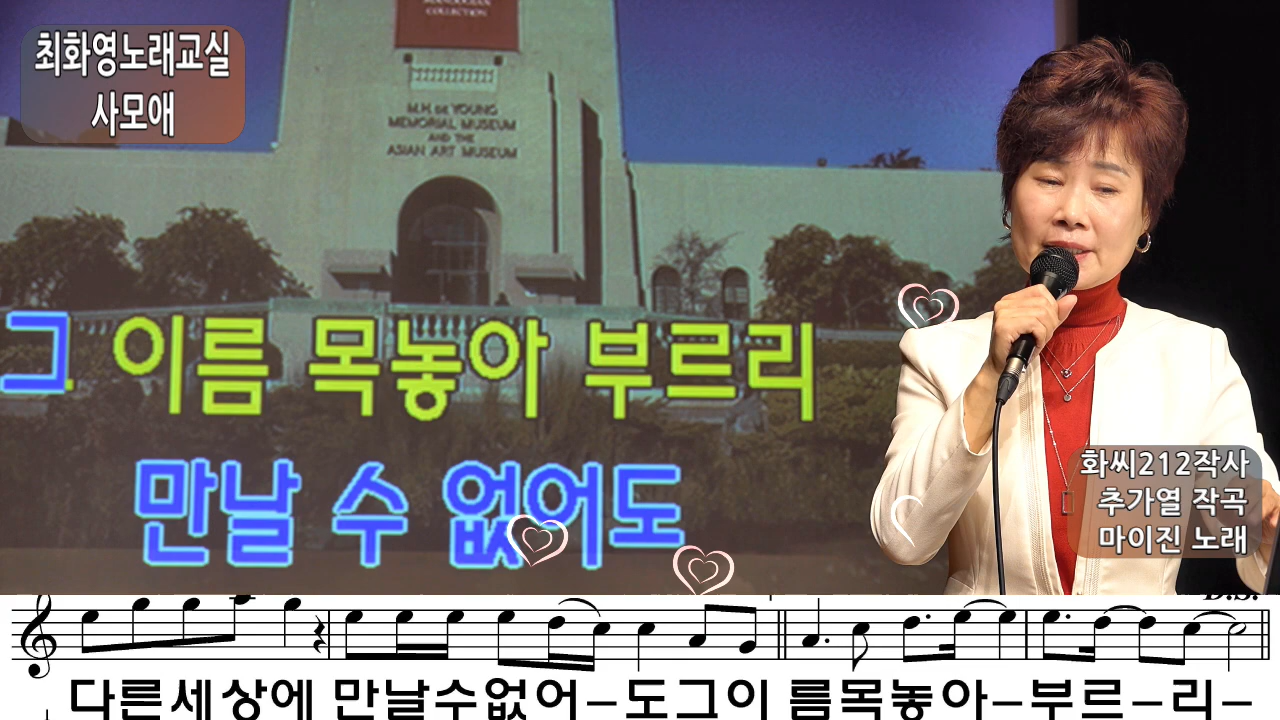 최화영노래교실
사모애
COLLECTION
M.H. DE YOUNG
MEMORIAL MUSEUM
AND THE
ASIAN ART MUSEUM
그 이름 목놓아 부르리
만날 수 없어도
화씨212작사
추가열 작곡
마이진 노래
D.S.
다른세상에 만날수없어–도그이 름목놓아–부르–리–